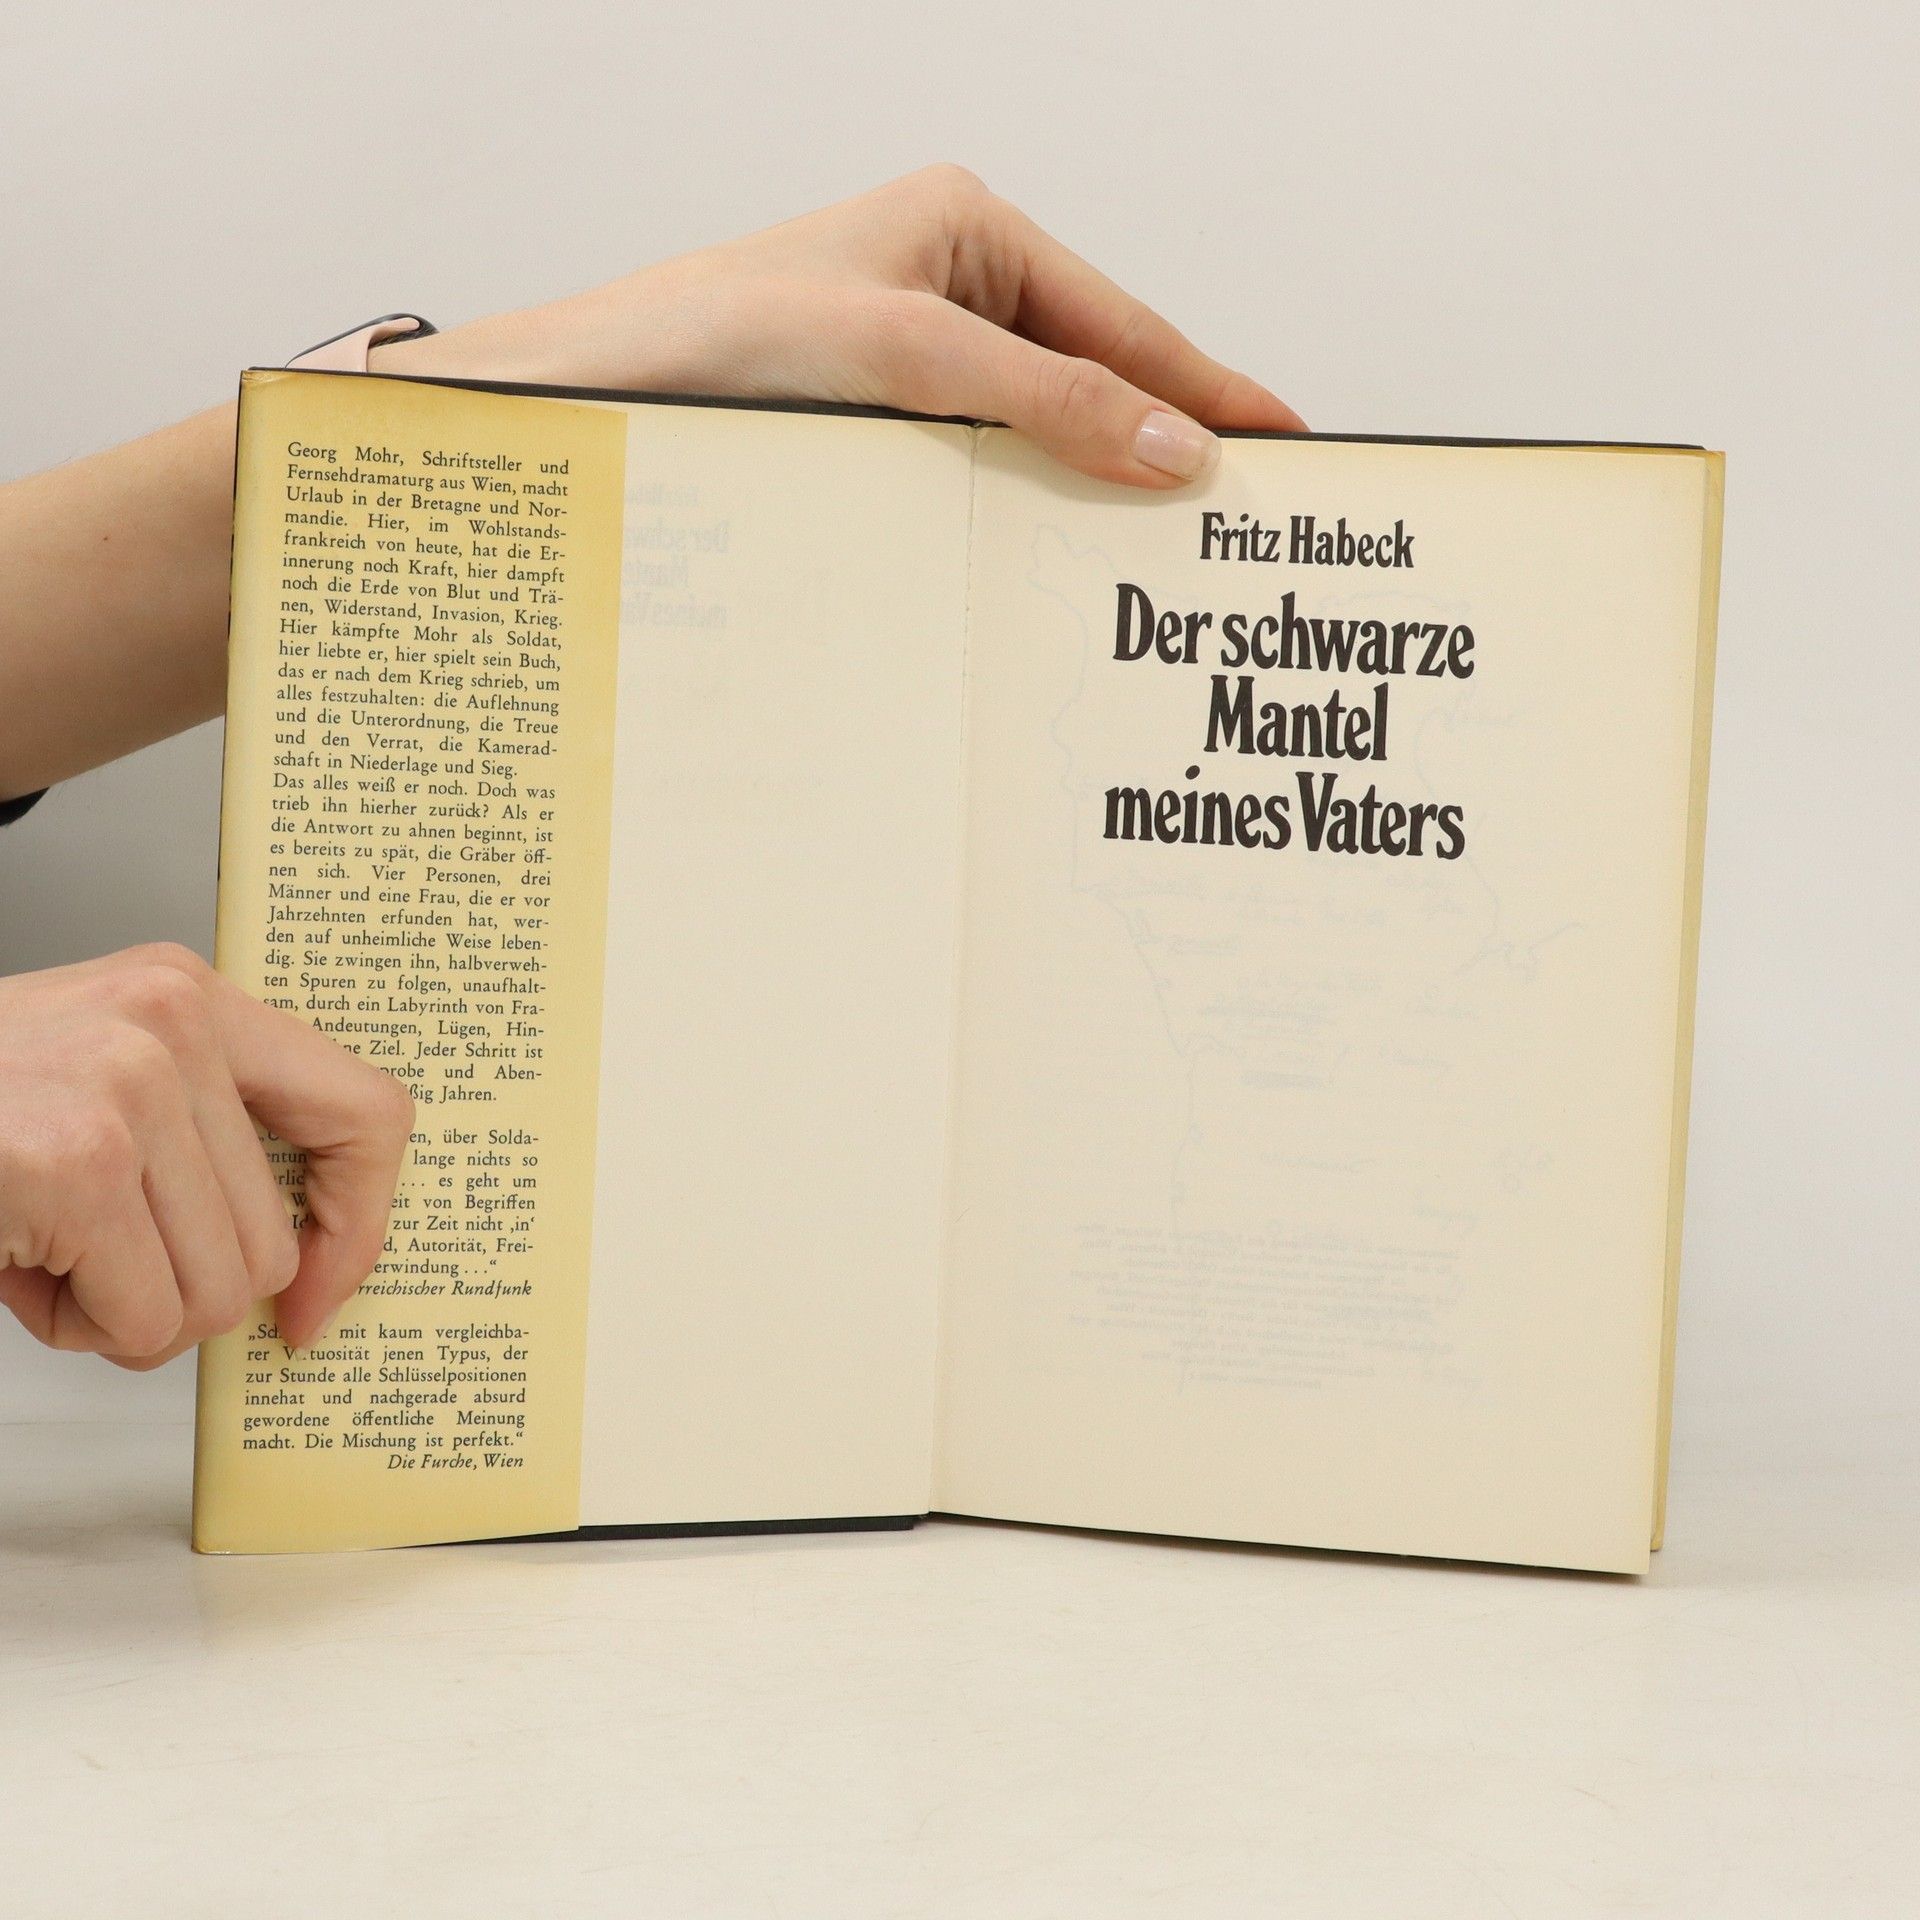 Georg Mohr, Schriftsteller und
Fernsehdramaturg aus Wien, macht
Urlaub in der Bretagne und Nor-
mandie. Hier, im Wohlstands-
frankreich von heute, hat die Er-
innerung noch Kraft, hier dampft
noch die Erde von Blut und Trä-
nen, Widerstand, Invasion, Krieg.
Hier kämpfte Mohr als Soldat,
hier liebte er, hier spielt sein Buch,
das er nach dem Krieg schrieb, um
alles festzuhalten: die Auflehnung
und die Unterordnung, die Treue
und den Verrat, die Kamerad-
schaft in Niederlage und Sieg.
Das alles weiß er noch. Doch was
trieb ihn hierher zurück? Als er
die Antwort zu ahnen beginnt, ist
es bereits zu spät, die Gräber öff-
nen sich. Vier Personen, drei
Männer und eine Frau, die er vor
Jahrzehnten erfunden hat, wer-
den auf unheimliche Weise leben-
dig. Sie zwingen ihn, halbverweh-
ten Spuren zu folgen, unaufhalt-
sam, durch ein Labyrinth von Fra-
Andeutungen, Lügen, Hin-
Ziel. Jeder Schritt ist
und Aben-
Jahren.
über Solda-
lange nichts so
... es geht um
von Begriffen
zur Zeit nicht ‚in‘
Autorität, Frei-
Rundfunk
mit kaum vergleichba-
rer Virtuosität jenen Typus, der
zur Stunde alle Schlüsselpositionen
innehat und nachgerade absurd
gewordene öffentliche Meinung
macht. Die Mischung ist perfekt.“
Die Furche, Wien
Fritz Habeck
Der schwarze
Mantel
meines Vaters